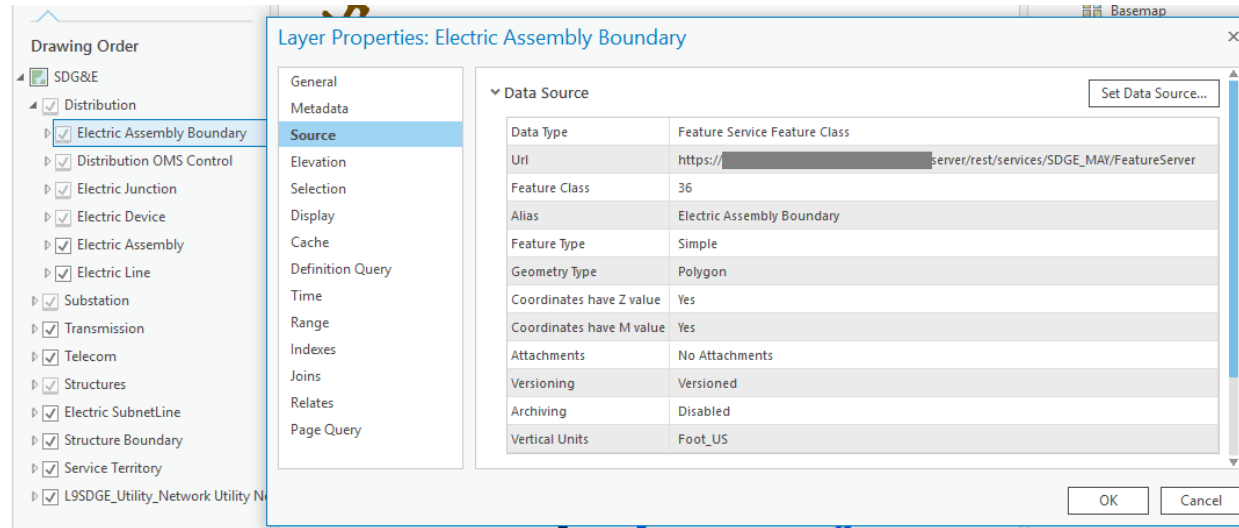 Basemap
Drawing Order
SDG&E
Distribution
Electric Assembly Boundary
Distribution OMS Control
Electric Junction
Electric Device
Electric Assembly
Electric Line
Substation
Transmission
Telecom
Structures
Electric SubnetLine
Structure Boundary
Service Territory
L9SDGE_Utility_Network Utility Ne
Layer Properties: Electric Assembly Boundary
General
Metadata
Source
Elevation
Selection
Display
Cache
Definition Query
Time
Range
Indexes
Joins
Relates
Page Query
Data Source
Set Data Source...
Data Type Feature Service Feature Class
Url https:// server/rest/services/SDGE_MAY/FeatureServer
Feature Class 36
Alias Electric Assembly Boundary
Feature Type Simple
Geometry Type Polygon
Coordinates have Z value Yes
Coordinates have M value Yes
Attachments No Attachments
Versioning Versioned
Archiving Disabled
Vertical Units Foot_US
OK Cancel